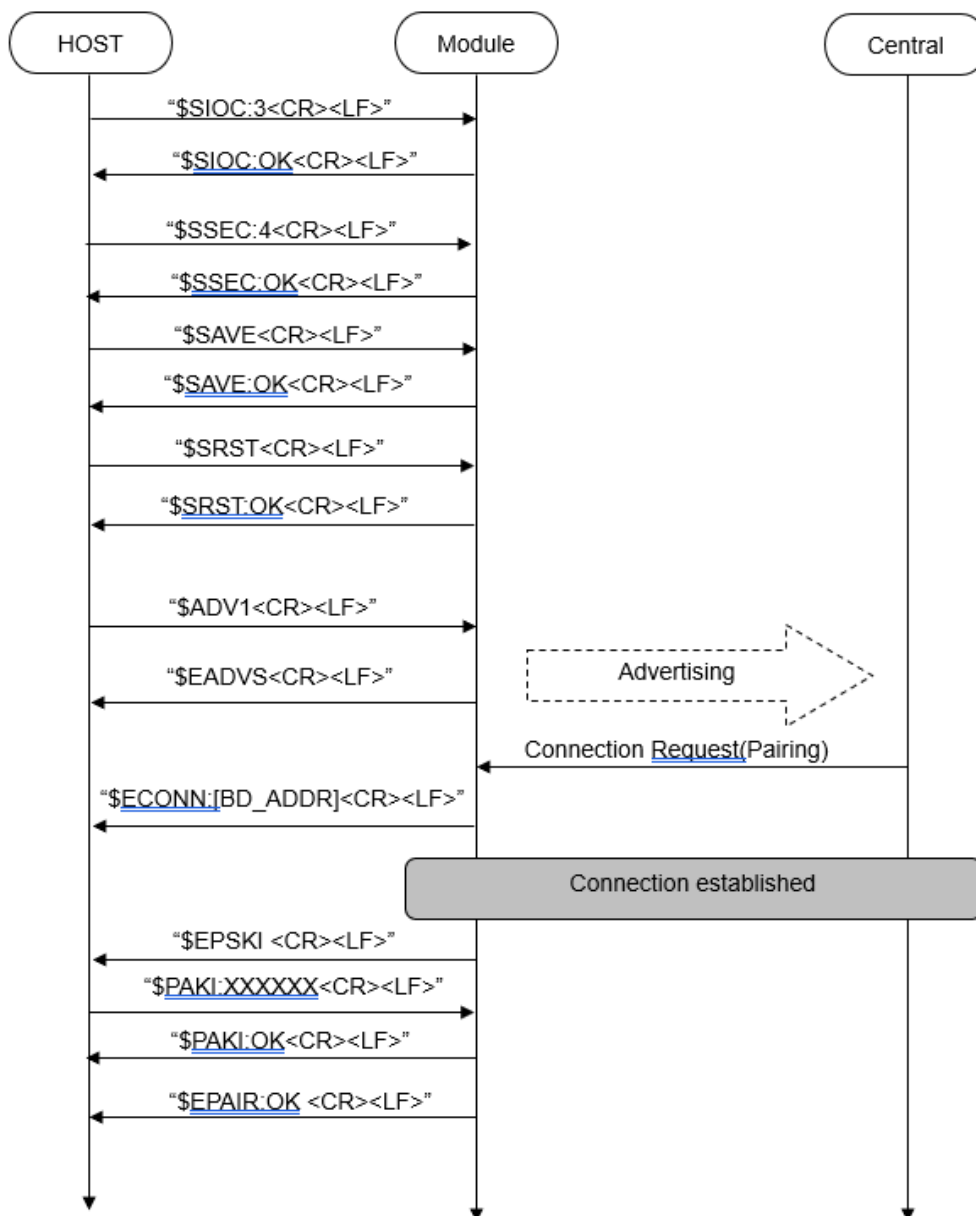 HOST
Module
Central
“$SIOC:3<CR><LF>”
“$SIOC:OK<CR><LF>”
“$SSEC:4<CR><LF>”
“$SSEC:OK<CR><LF>”
“$SAVE<CR><LF>”
“$SAVE:OK<CR><LF>”
“$SRST<CR><LF>”
“$SRST:OK<CR><LF>”
“$ADV1<CR><LF>”
“$EADVS<CR><LF>”
Advertising
Connection Request(Pairing)
“$ECONN:[BD_ADDR]<CR><LF>”
Connection established
“$EPSKI <CR><LF>”
“$PAKI:XXXXXX<CR><LF>”
“$PAKI:OK<CR><LF>”
“$EPAIR:OK <CR><LF>”